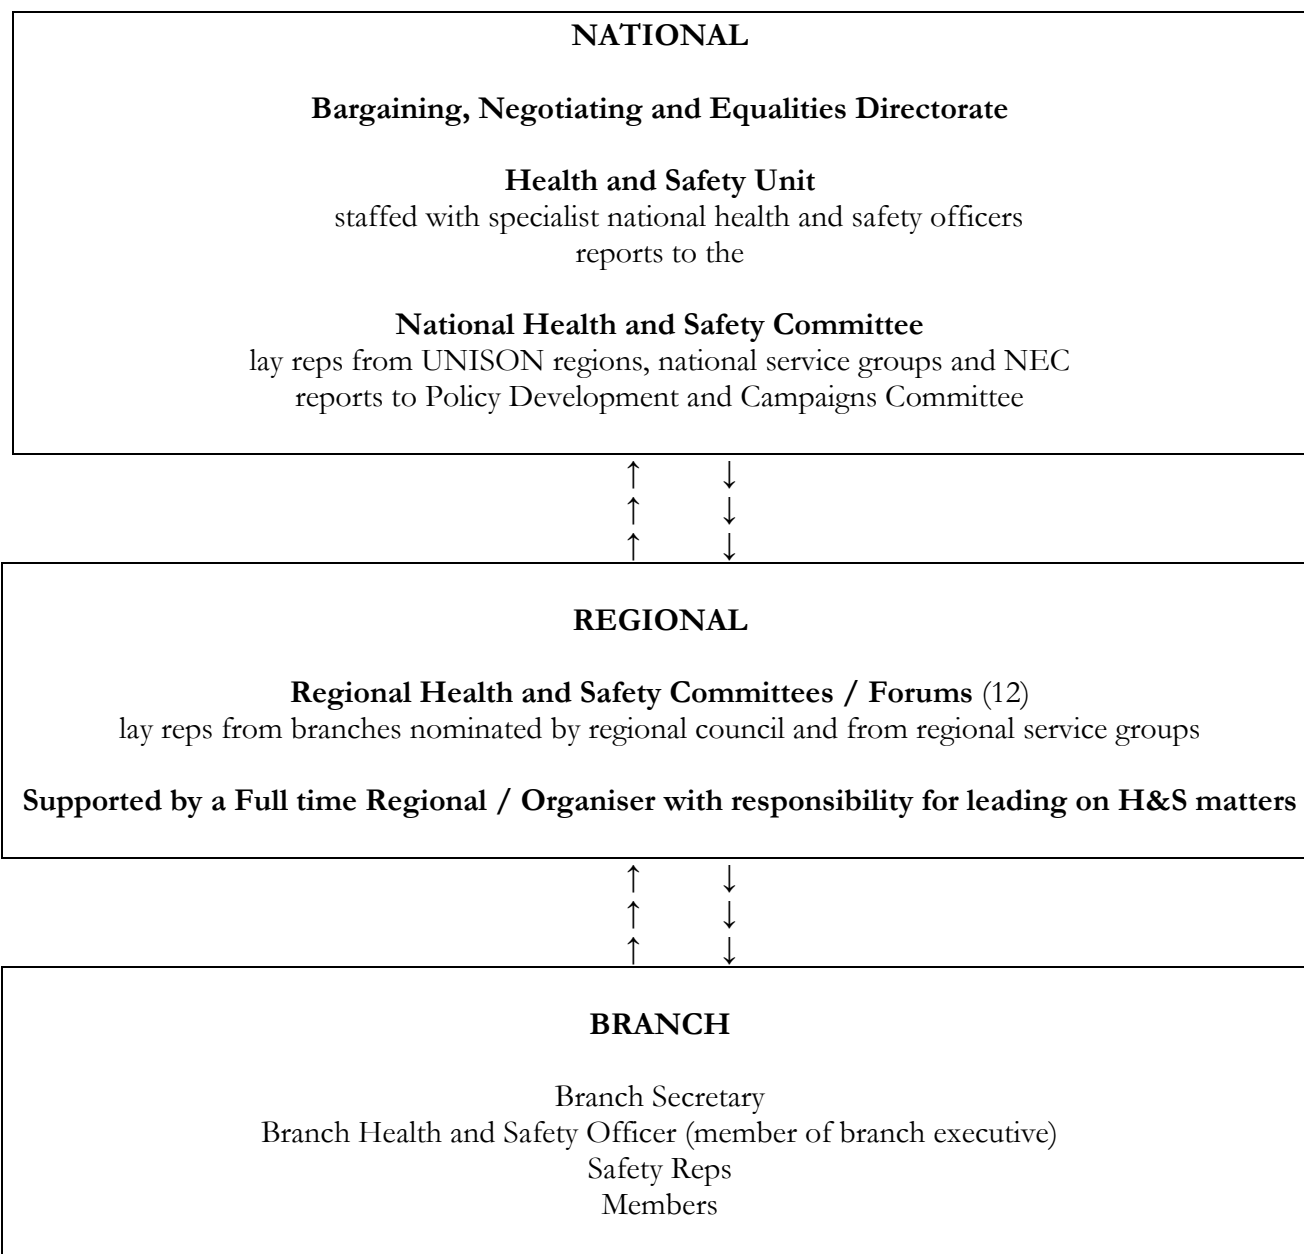 NATIONAL
Bargaining, Negotiating and Equalities Directorate
Health and Safety Unit
staffed with specialist national health and safety officers
reports to the
National Health and Safety Committee
lay reps from UNISON regions, national service groups and NEC
reports to Policy Development and Campaigns Committee
↑ ↓
↑ ↓
↑ ↓
REGIONAL
Regional Health and Safety Committees / Forums (12)
lay reps from branches nominated by regional council and from regional service groups
Supported by a Full time Regional / Organiser with responsibility for leading on H&S matters
↑ ↓
↑ ↓
↑ ↓
BRANCH
Branch Secretary
Branch Health and Safety Officer (member of branch executive)
Safety Reps
Members